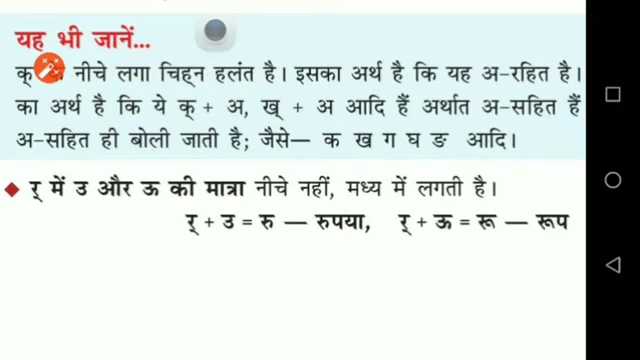 यह भी जानें...
क् नीचे लगा चिह्न हलंत है। इसका अर्थ है कि यह अ-रहित है।
का अर्थ है कि ये क् + अ, ख् + अ आदि हैं अर्थात अ-सहित हैं
अ-सहित ही बोली जाती है; जैसे— क ख ग घ ङ आदि।
◆ र् में उ और ऊ की मात्रा नीचे नहीं, मध्य में लगती है।
र् + उ = रु — रुपया, र् + ऊ = रू — रूप